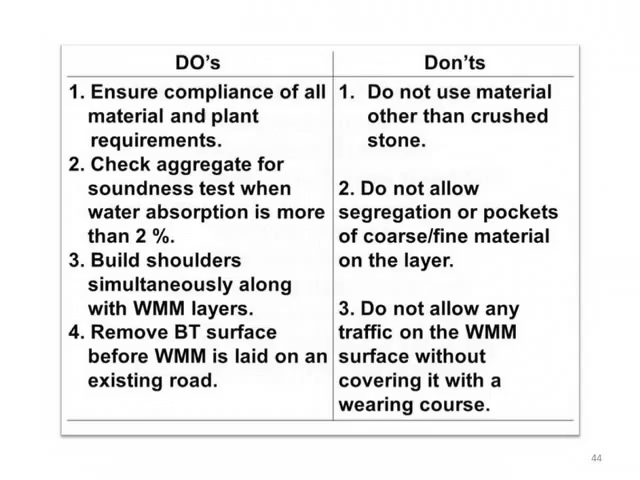 DO's
1. Ensure compliance of all
material and plant
requirements.
2. Check aggregate for
soundness test when
water absorption is more
than 2 %.
3. Build shoulders
simultaneously along
with WMM layers.
4. Remove BT surface
before WMM is laid on an
existing road.
Don'ts
1. Do not use material
other than crushed
stone.
2. Do not allow
segregation or pockets
of coarse/fine material
on the layer.
3. Do not allow any
traffic on the WMM
surface without
covering it with a
wearing course.
44